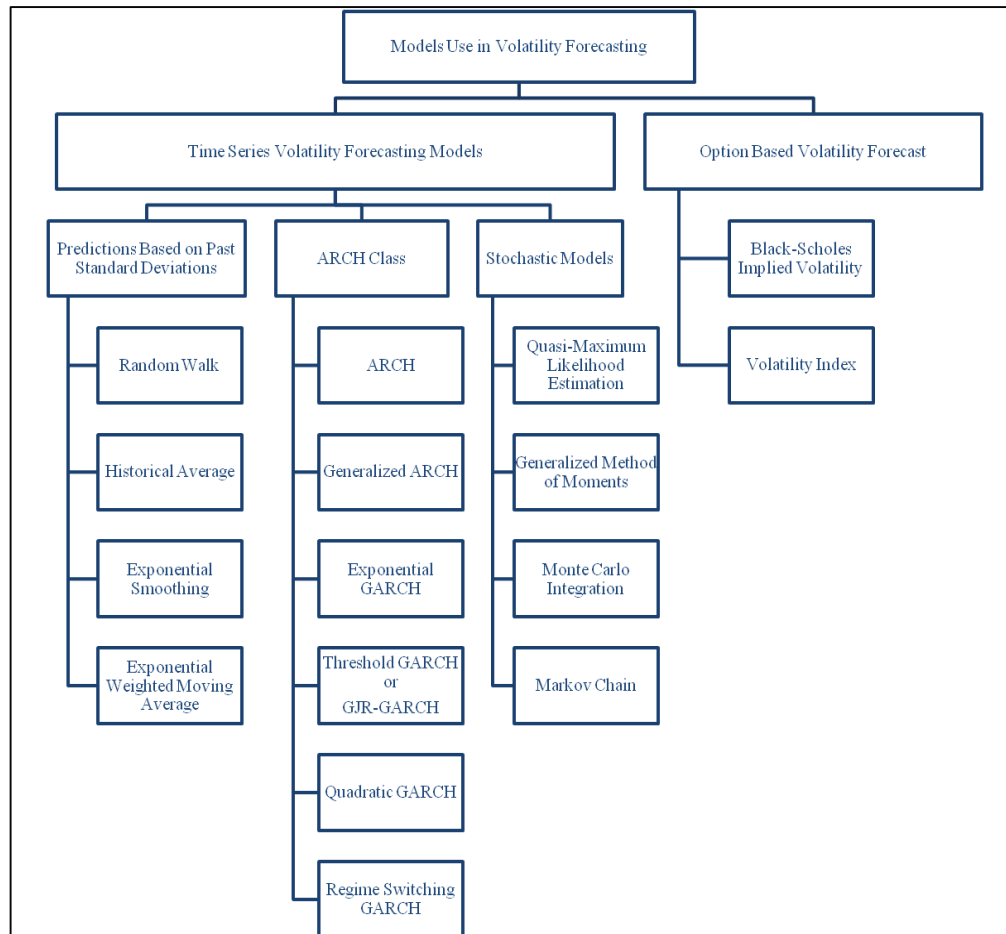 Models Use in Volatility Forecasting
Time Series Volatility Forecasting Models
Option Based Volatility Forecast
Predictions Based on Past
Standard Deviations
ARCH Class
Stochastic Models
Black-Scholes
Implied Volatility
Random Walk
ARCH
Quasi-Maximum
Likelihood
Estimation
Volatility Index
Historical Average
Generalized ARCH
Generalized Method
of Moments
Exponential
Smoothing
Exponential
GARCH
Monte Carlo
Integration
Exponential
Weighted Moving
Average
Threshold GARCH
or
GJR-GARCH
Markov Chain
Quadratic GARCH
Regime Switching
GARCH